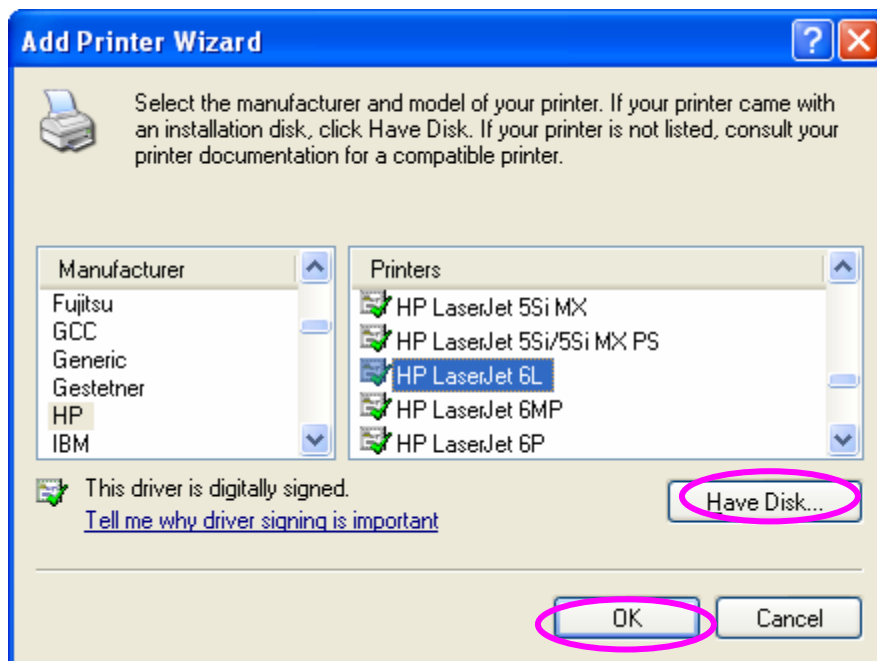 Add Printer Wizard
Select the manufacturer and model of your printer. If your printer came with
an installation disk, click Have Disk. If your printer is not listed, consult your
printer documentation for a compatible printer.
Manufacturer
Fujitsu
GCC
Generic
Gestetner
HP
IBM
Printers
HP LaserJet 5Si MX
HP LaserJet 5Si/5Si MX PS
HP LaserJet 6L
HP LaserJet 6MP
HP LaserJet 6P
This driver is digitally signed.
Tell me why driver signing is important
Have Disk...
OK
Cancel